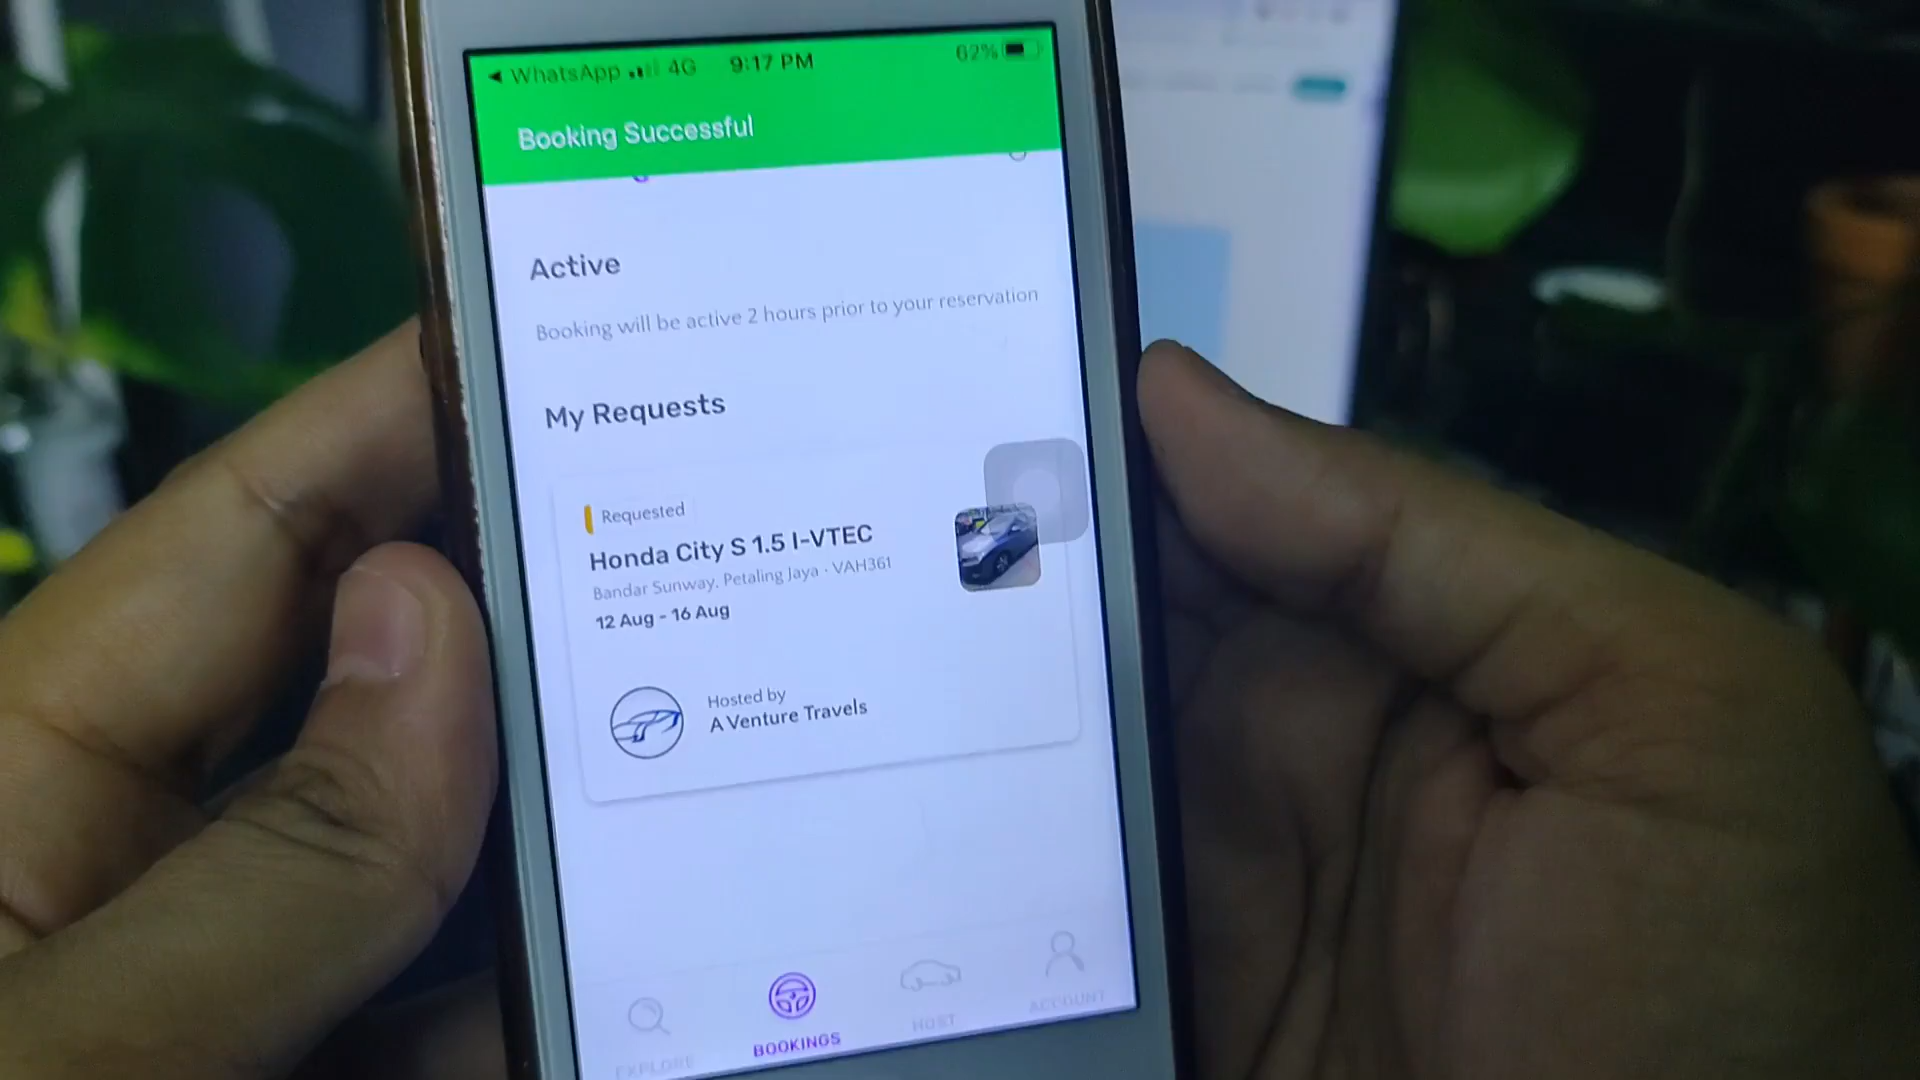 WhatsApp 4G 9:17 PM 62%
Booking Successful
Active
Booking will be active 2 hours prior to your reservation
My Requests
Requested
Honda City S 1.5 I-VTEC
Bandar Sunway, Petaling Jaya · VAH361
12 Aug - 16 Aug
Hosted by
A Venture Travels
EXPLORE
BOOKINGS
HOST
ACCOUNT